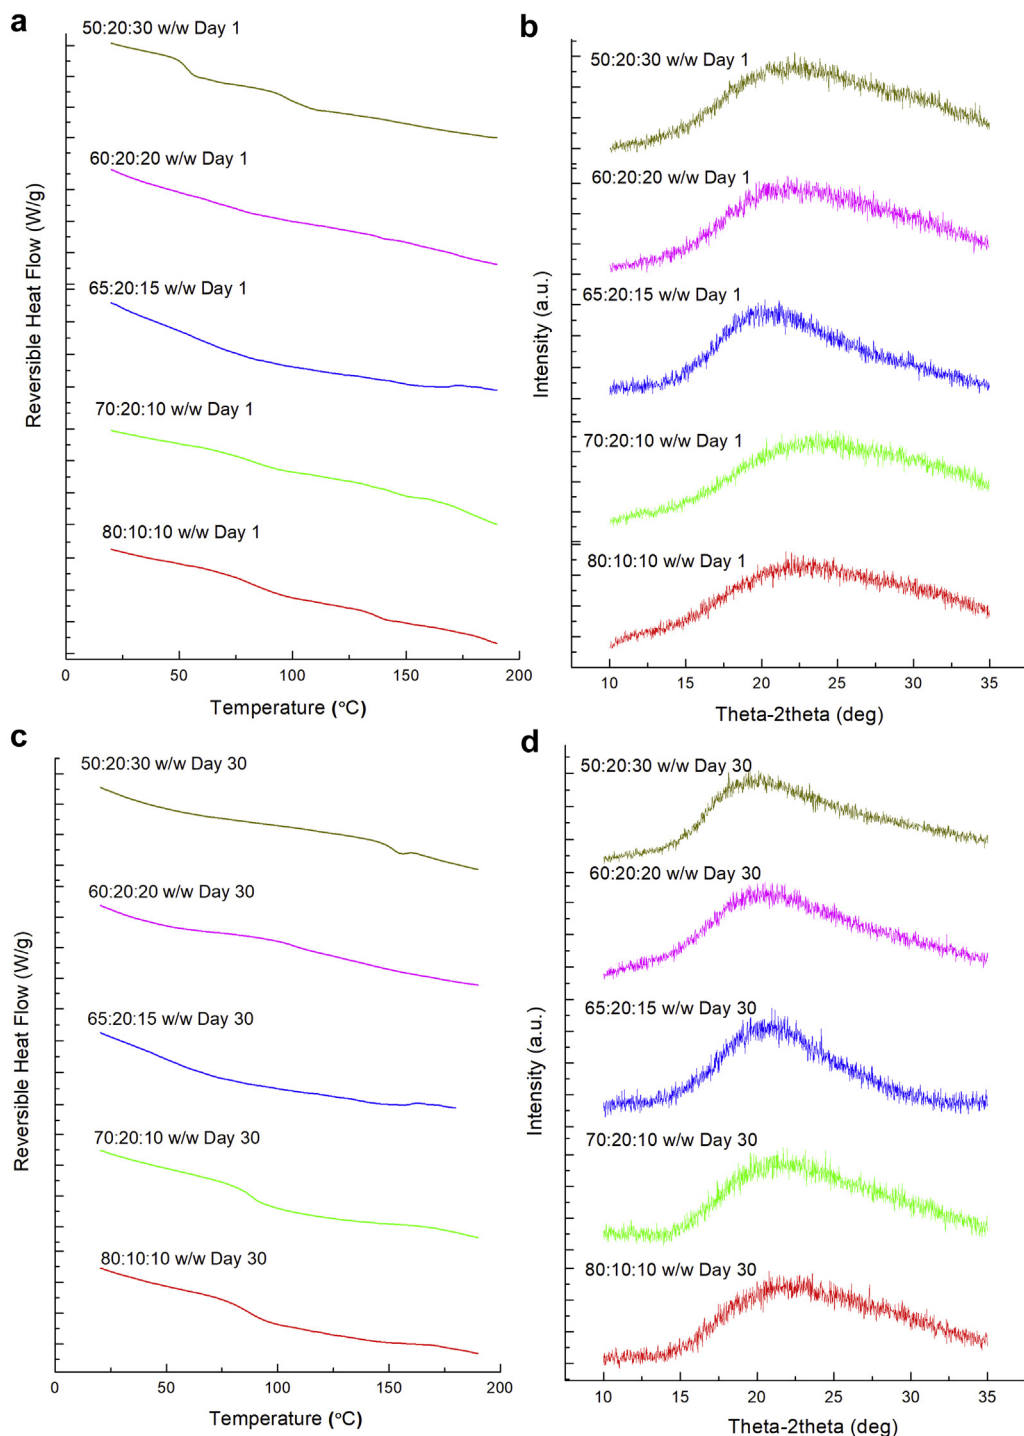 a
50:20:30 w/w Day 1
60:20:20 w/w Day 1
65:20:15 w/w Day 1
70:20:10 w/w Day 1
80:10:10 w/w Day 1
Reversible Heat Flow (W/g)
0 50 100 150 200
Temperature (°C)
b
50:20:30 w/w Day 1
60:20:20 w/w Day 1
65:20:15 w/w Day 1
70:20:10 w/w Day 1
80:10:10 w/w Day 1
Intensity (a.u.)
10 15 20 25 30 35
Theta-2theta (deg)
c
50:20:30 w/w Day 30
60:20:20 w/w Day 30
65:20:15 w/w Day 30
70:20:10 w/w Day 30
80:10:10 w/w Day 30
Reversible Heat Flow (W/g)
0 50 100 150 200
Temperature (°C)
d
50:20:30 w/w Day 30
60:20:20 w/w Day 30
65:20:15 w/w Day 30
70:20:10 w/w Day 30
80:10:10 w/w Day 30
Intensity (a.u.)
10 15 20 25 30 35
Theta-2theta (deg)